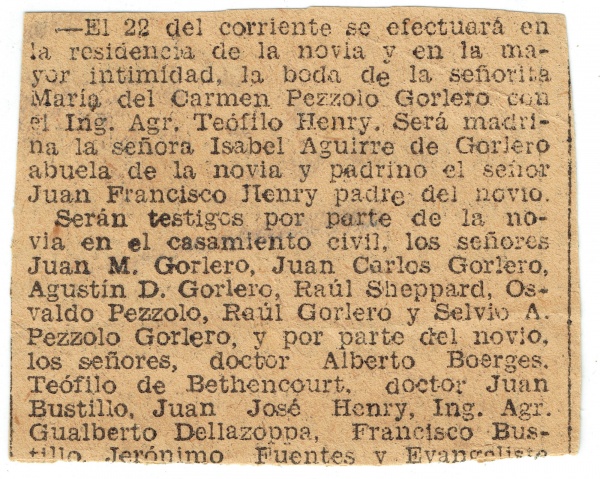 —El 22 del corriente se efectuará en
la residencia de la novia y en la ma-
yor intimidad, la boda de la señorita
María del Carmen Pezzolo Gorlero con
el Ing. Agr. Teófilo Henry. Será madri-
na la señora Isabel Aguirre de Gorlero
abuela de la novia y padrino el señor
Juan Francisco Henry padre del novio.
Serán testigos por parte de la no-
via en el casamiento civil, los señores
Juan M. Gorlero, Juan Carlos Gorlero,
Agustín D. Gorlero, Raúl Sheppard, Os-
valdo Pezzolo, Raúl Gorlero y Selvio A.
Pezzolo Gorlero, y por parte del novio,
los señores, doctor Alberto Boerges,
Teófilo de Bethencourt, doctor Juan
Bustillo, Juan José Henry, Ing. Agr.
Gualberto Dellazoppa, Francisco Bus-
tillo, Jerónimo Fuentes y Evangeliste